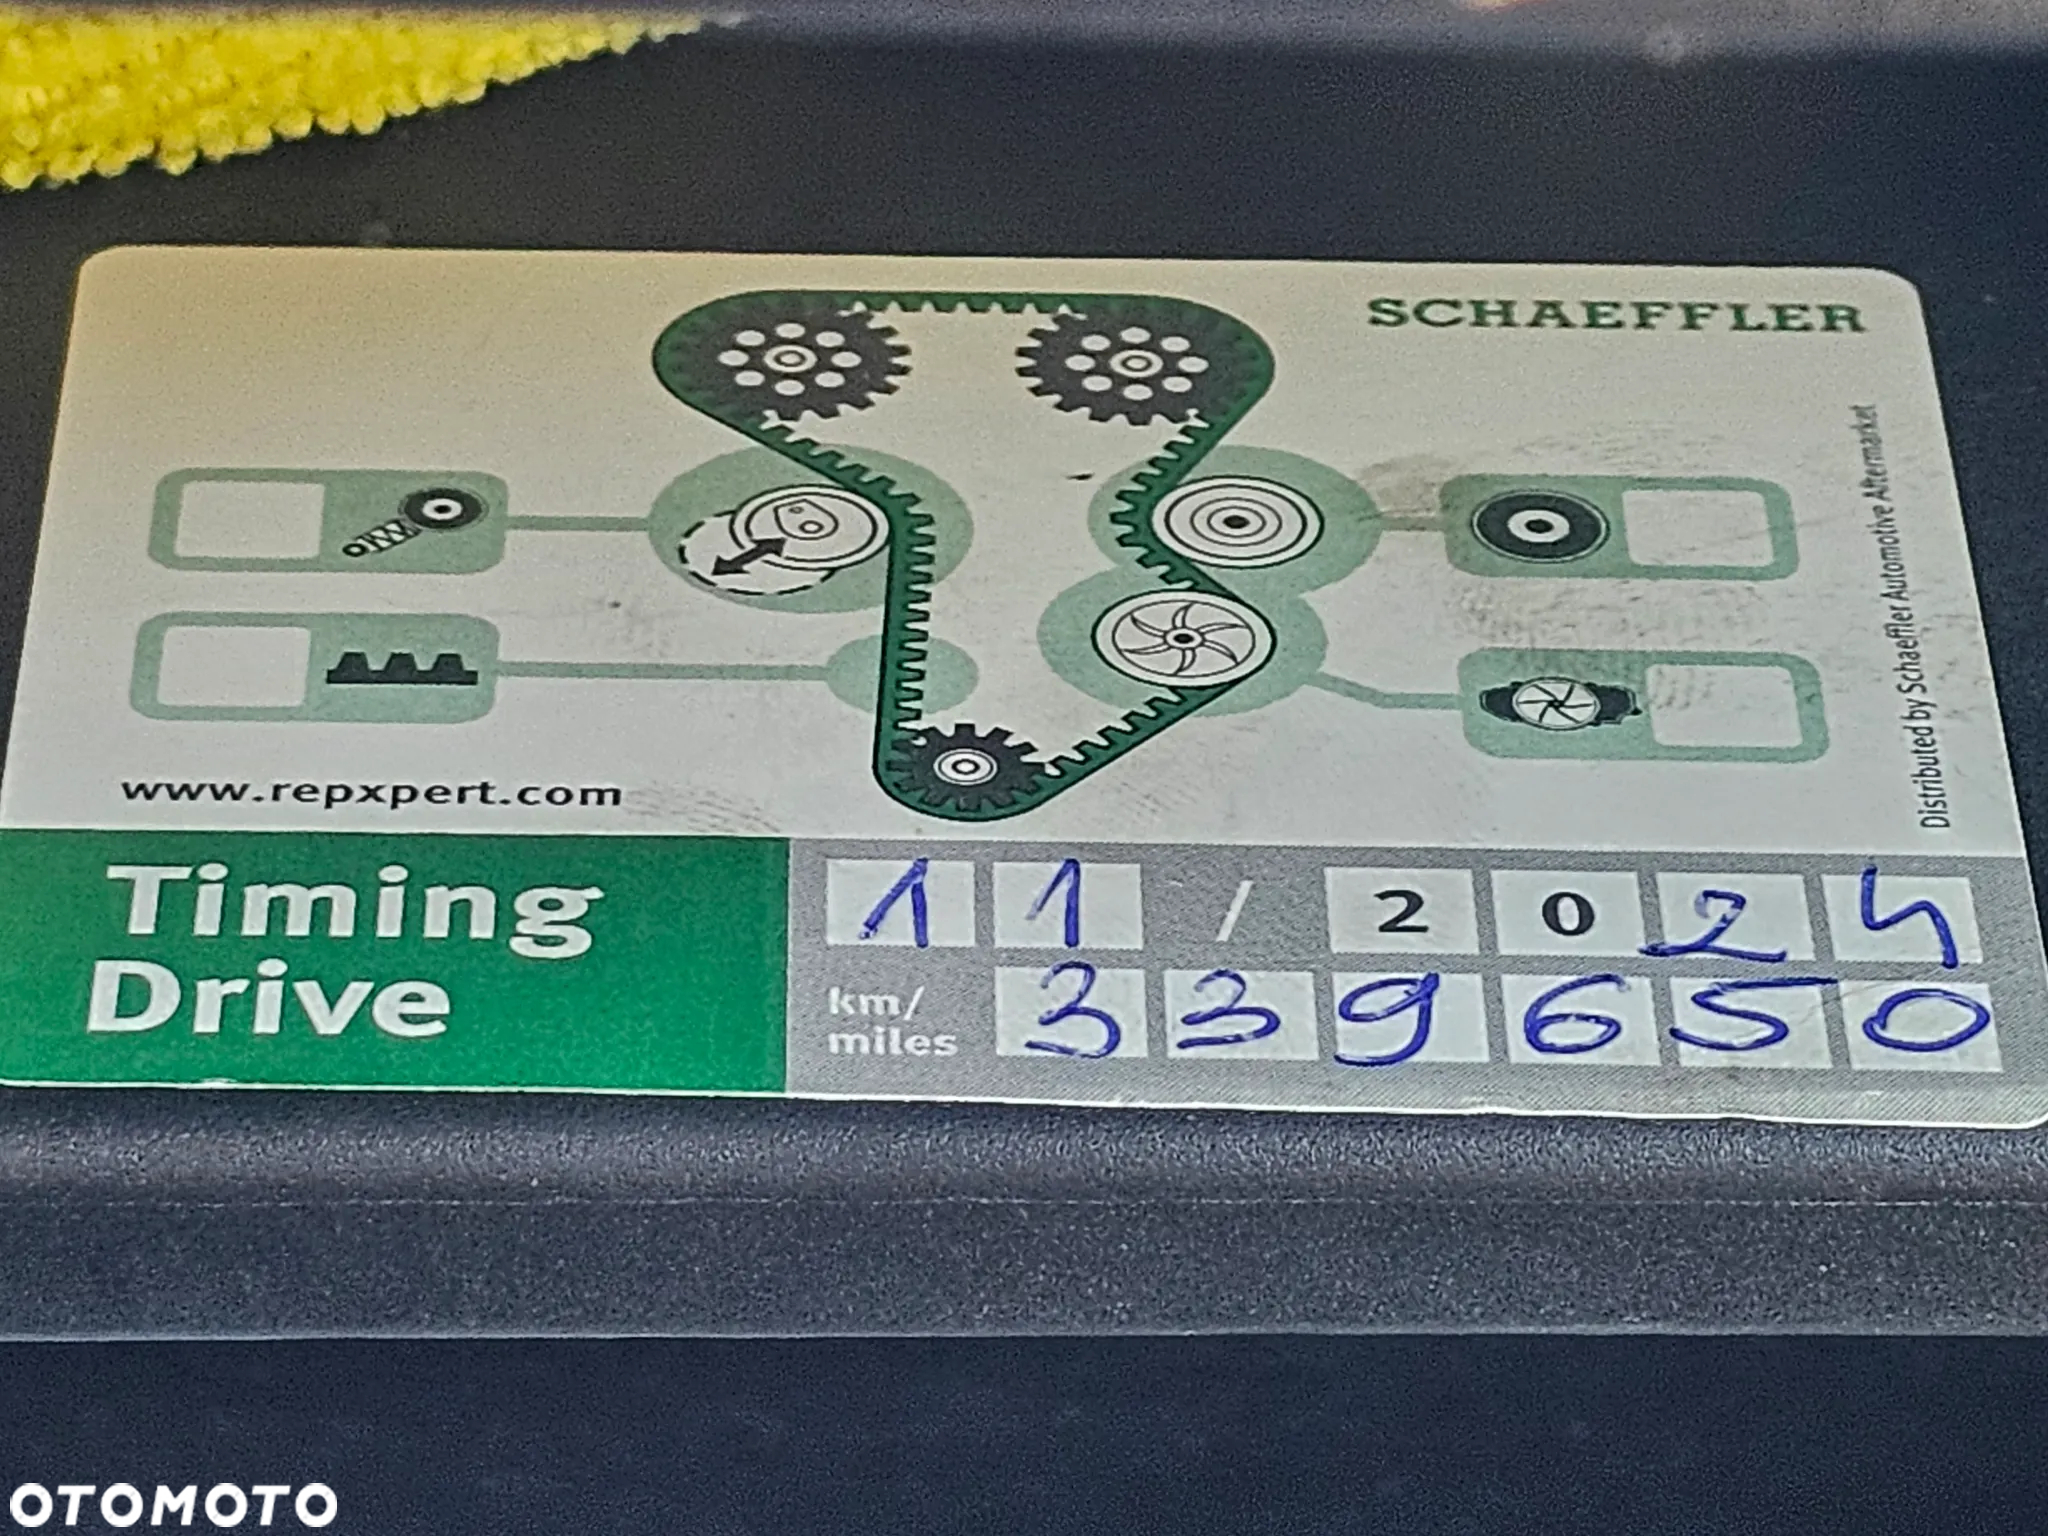 SCHAEFFLER
Distributed by Schaeffler Automotive Aftermarket
www.repxpert.com
Timing
Drive
11 / 2024
km/
miles
339650
OTOMOTO